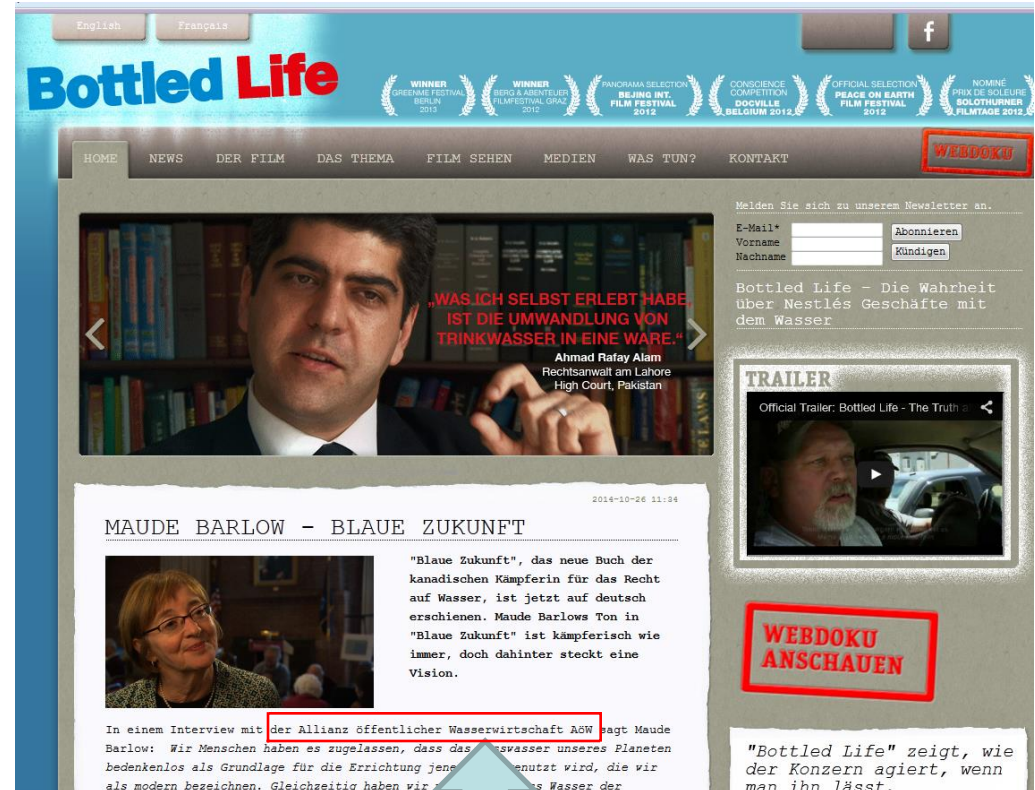 English
Français
Bottled Life
WINNER
GREENME FESTIVAL
BERLIN
2013
WINNER
BERG & ABENTEUER
FILMFESTIVAL GRAZ
2012
PANORAMA SELECTION
BEJING INT.
FILM FESTIVAL
2012
CONSCIENCE
COMPETITION
DOCVILLE
BELGIUM 2012
OFFICIAL SELECTION
PEACE ON EARTH
FILM FESTIVAL
2012
NOMINÉ
PRIX DE SOLEURE
SOLOTHURNER
FILMTAGE 2012
HOME NEWS DER FILM DAS THEMA FILM SEHEN MEDIEN WAS TUN? KONTAKT
WEBDOKU
„WAS ICH SELBST ERLEBT HABE,
IST DIE UMWANDLUNG VON
TRINKWASSER IN EINE WARE.“
Ahmad Rafay Alam
Rechtsanwalt am Lahore
High Court, Pakistan
Melden Sie sich zu unserem Newsletter an.
E-Mail*
Vorname
Nachname
Abonnieren
Kündigen
Bottled Life – Die Wahrheit
über Nestlés Geschäfte mit
dem Wasser
TRAILER
Official Trailer: Bottled Life - The Truth
2014-10-26 11:34
MAUDE BARLOW – BLAUE ZUKUNFT
"Blaue Zukunft", das neue Buch der
kanadischen Kämpferin für das Recht
auf Wasser, ist jetzt auf deutsch
erschienen. Maude Barlows Ton in
"Blaue Zukunft" ist kämpferisch wie
immer, doch dahinter steckt eine
Vision.
In einem Interview mit der Allianz öffentlicher Wasserwirtschaft AöW sagt Maude
Barlow: Wir Menschen haben es zugelassen, dass das unseres Planeten
bedenkenlos als Grundlage für die Errichtung wird, die wir
als modern bezeichnen. Gleichzeitig haben wir Wasser der
WEBDOKU
ANSCHAUEN
"Bottled Life" zeigt, wie
der Konzern agiert, wenn
man ihn lässt.